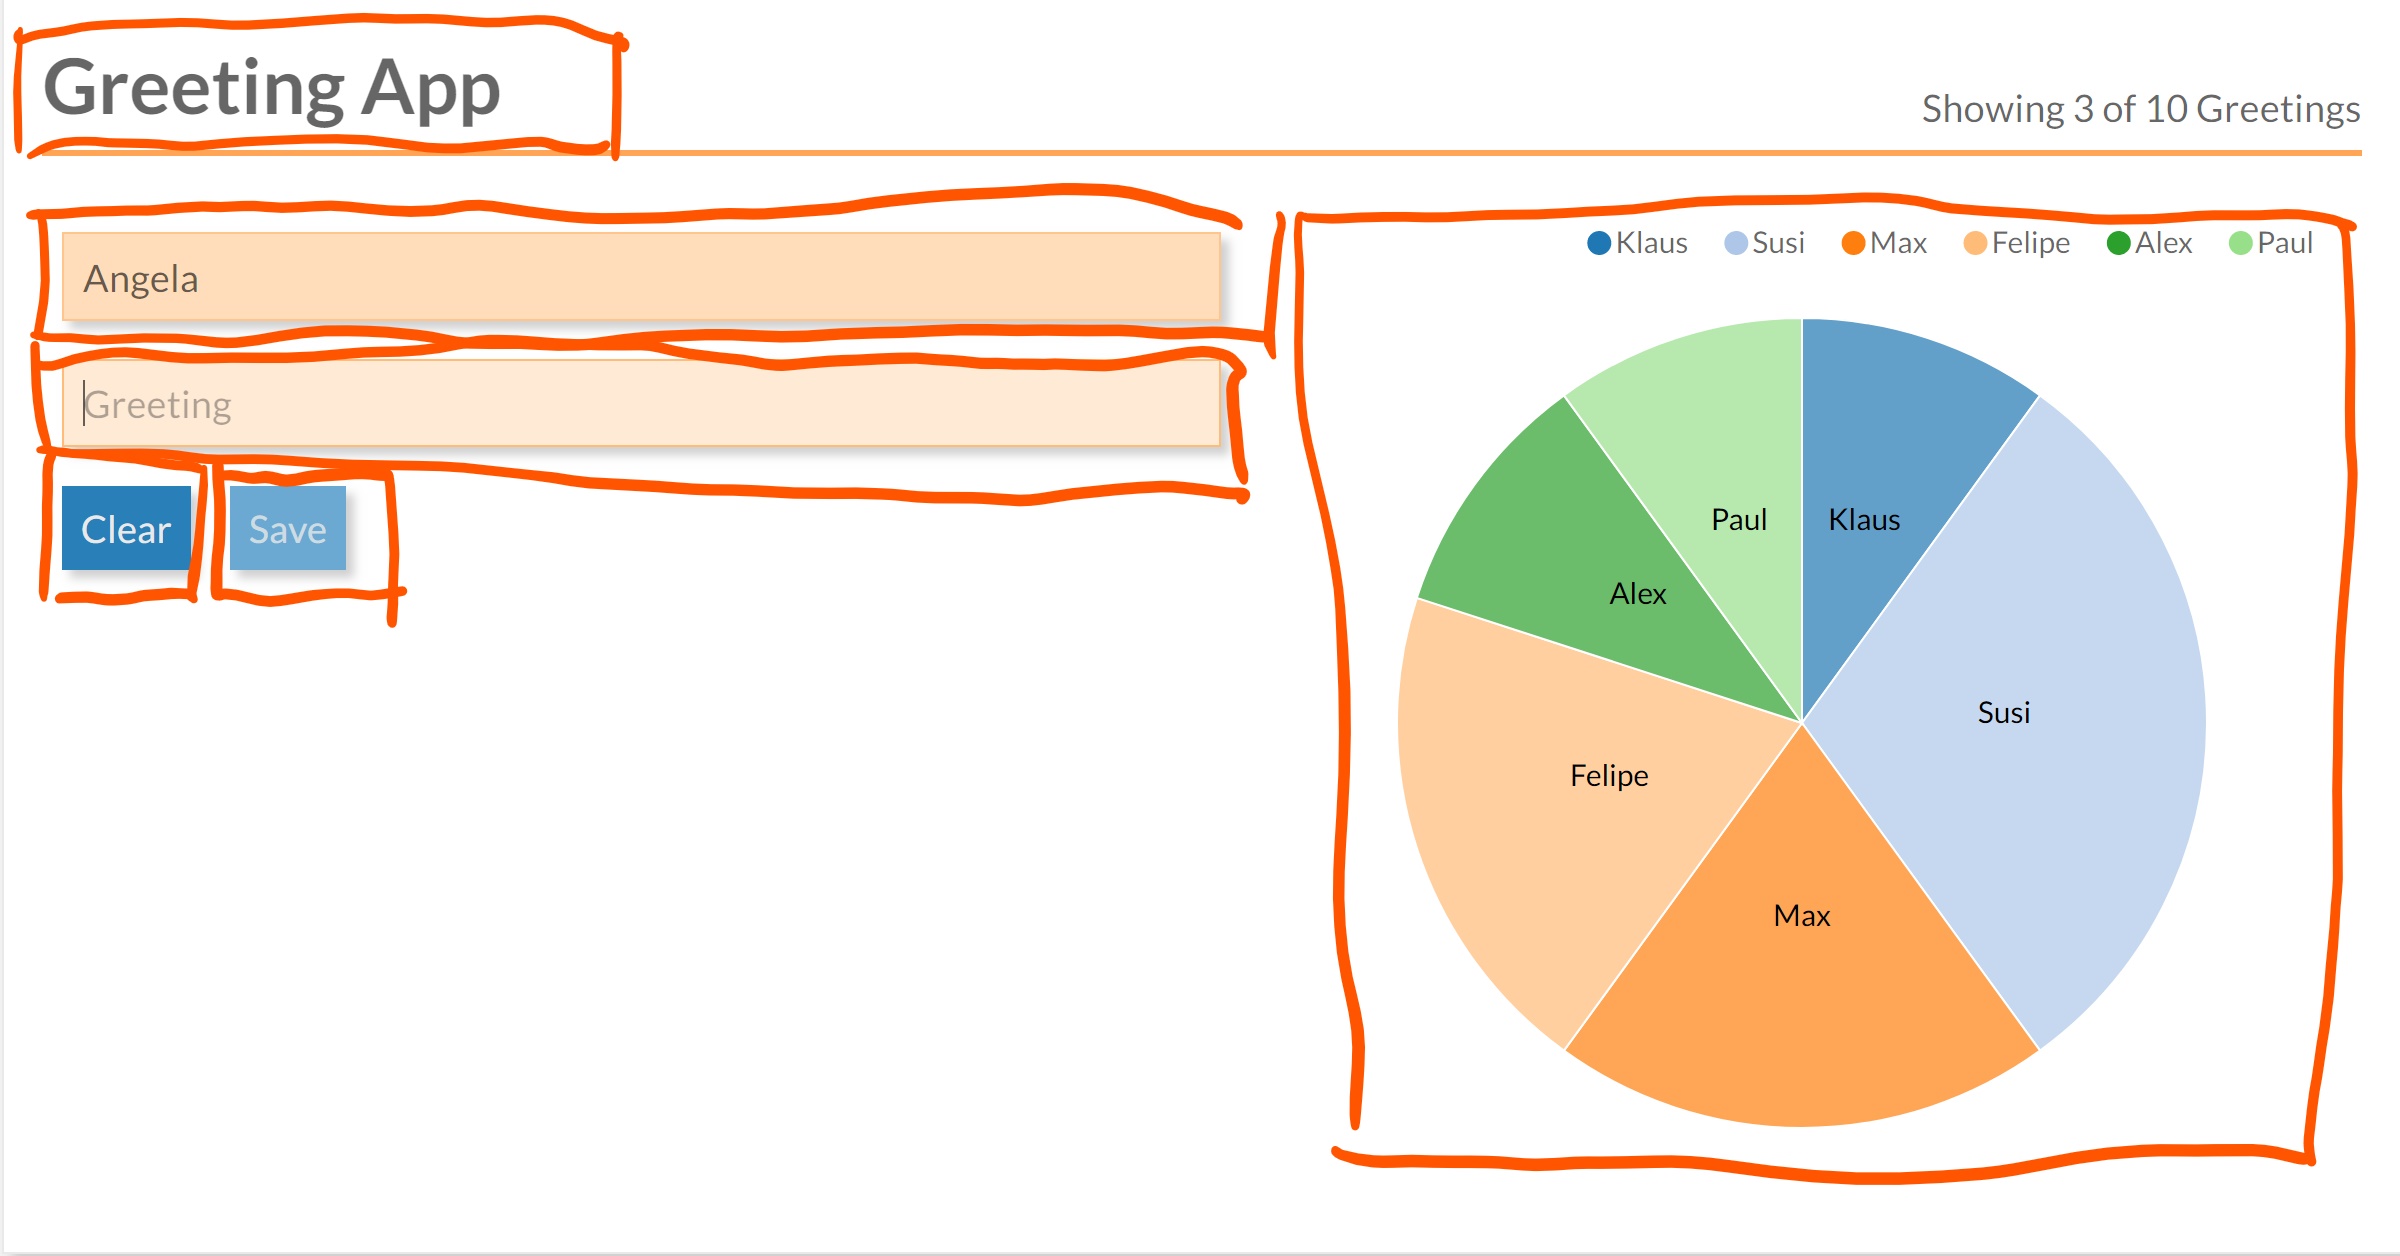 Greeting App
Showing 3 of 10 Greetings
Angela
Greeting
Clear Save
Klaus Susi Max Felipe Alex Paul
Paul Klaus
Alex
Susi
Felipe
Max